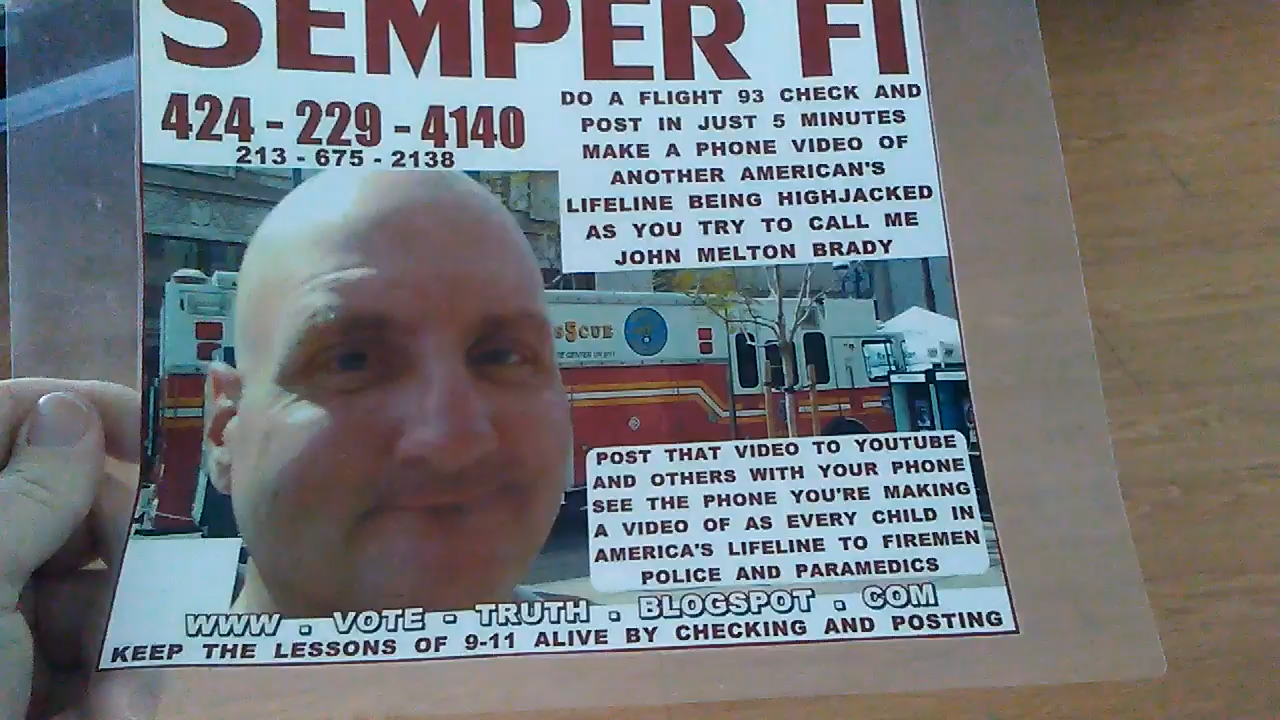 SEMPER FI
424 - 229 - 4140
213 - 675 - 2138
DO A FLIGHT 93 CHECK AND
POST IN JUST 5 MINUTES
MAKE A PHONE VIDEO OF
ANOTHER AMERICAN'S
LIFELINE BEING HIGHJACKED
AS YOU TRY TO CALL ME
JOHN MELTON BRADY
POST THAT VIDEO TO YOUTUBE
AND OTHERS WITH YOUR PHONE
SEE THE PHONE YOU'RE MAKING
A VIDEO OF AS EVERY CHILD IN
AMERICA'S LIFELINE TO FIREMEN
POLICE AND PARAMEDICS
WWW . VOTE - TRUTH . BLOGSPOT . COM
KEEP THE LESSONS OF 9-11 ALIVE BY CHECKING AND POSTING